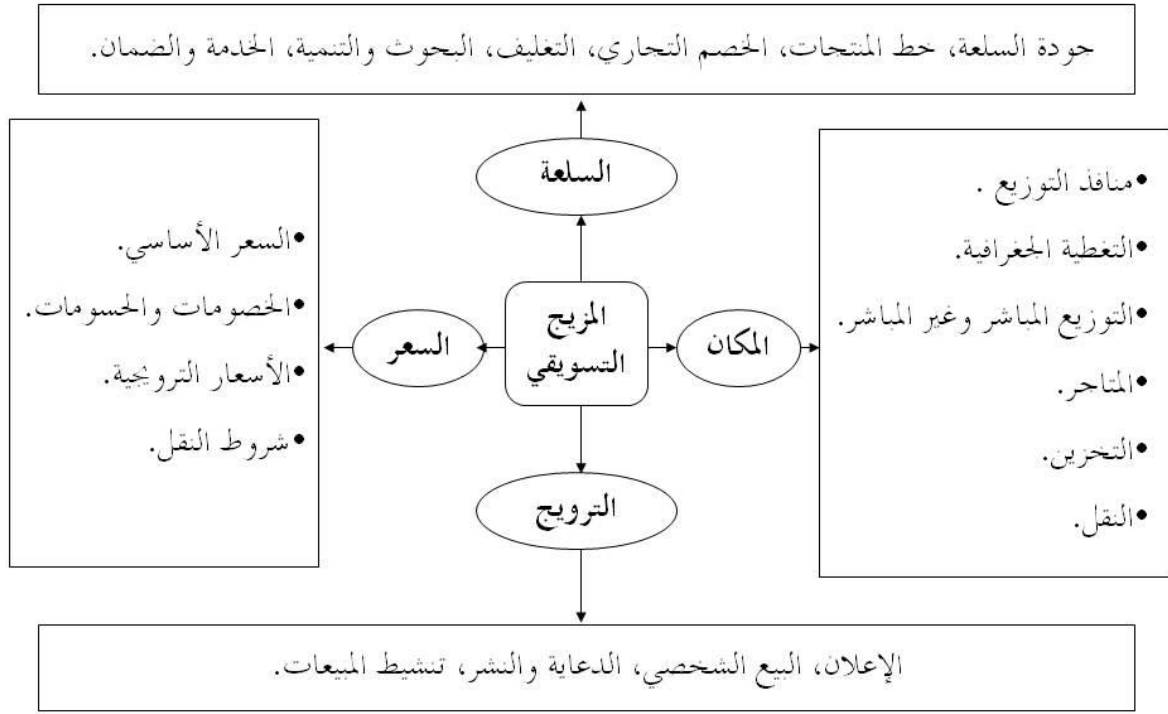 جودة السلعة، خط المنتجات، الخصم التجاري، التغليف، البحوث والتنمية، الخدمة والضمان.
السلعة
•منافذ التوزيع .
•التغطية الجغرافية.
•التوزيع المباشر وغير المباشر.
•المتاجر.
•التخزين.
•النقل.
المكان
المزيج
التسويقي
السعر
•السعر الأساسي.
•الخصومات والحسومات.
•الأسعار الترويجية.
•شروط النقل.
الترويج
الإعلان، البيع الشخصي، الدعاية والنشر، تنشيط المبيعات.